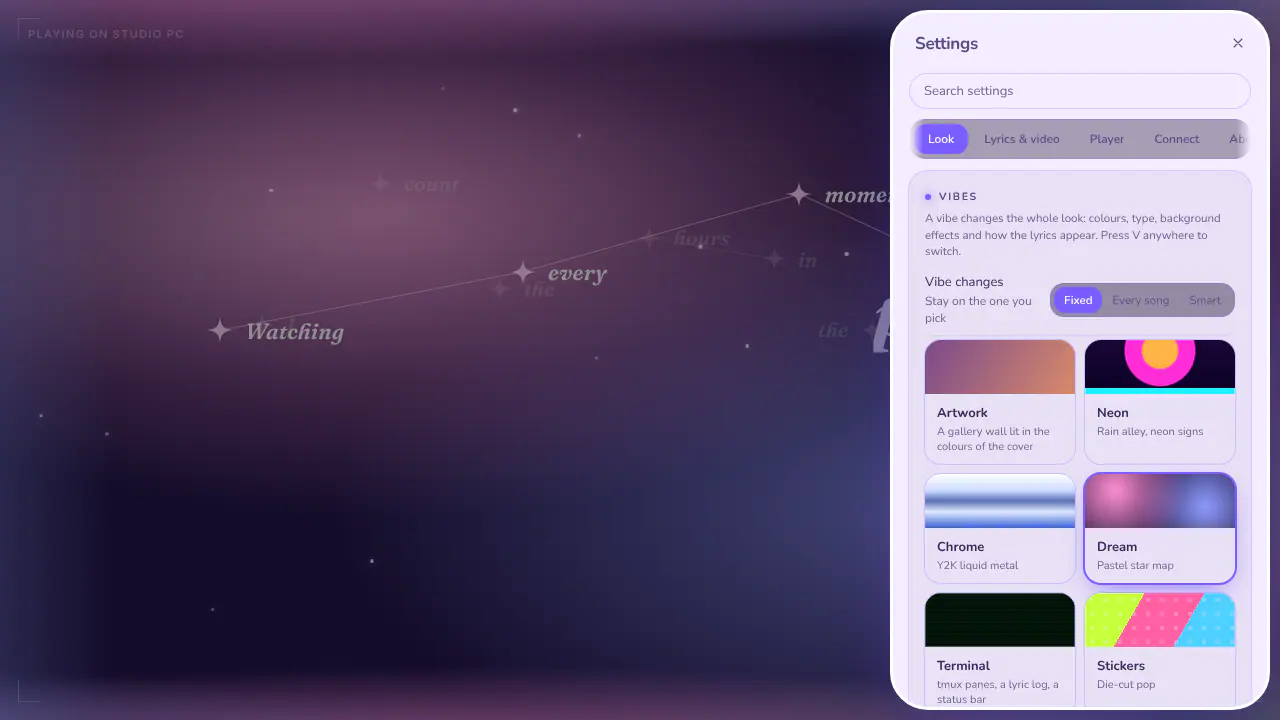 PLAYING ON STUDIO PC
count
hours
in
every
the
Watching
the
Settings
Search settings
Look
Lyrics & video
Player
Connect
VIBES
A vibe changes the whole look: colours, type, background
effects and how the lyrics appear. Press V anywhere to
switch.
Vibe changes
Stay on the one you
pick
Fixed
Every song
Smart
Artwork
A gallery wall lit in the
colours of the cover
Neon
Rain alley, neon signs
Chrome
Y2K liquid metal
Dream
Pastel star map
Terminal
tmux panes, a lyric log, a
status bar
Stickers
Die-cut pop